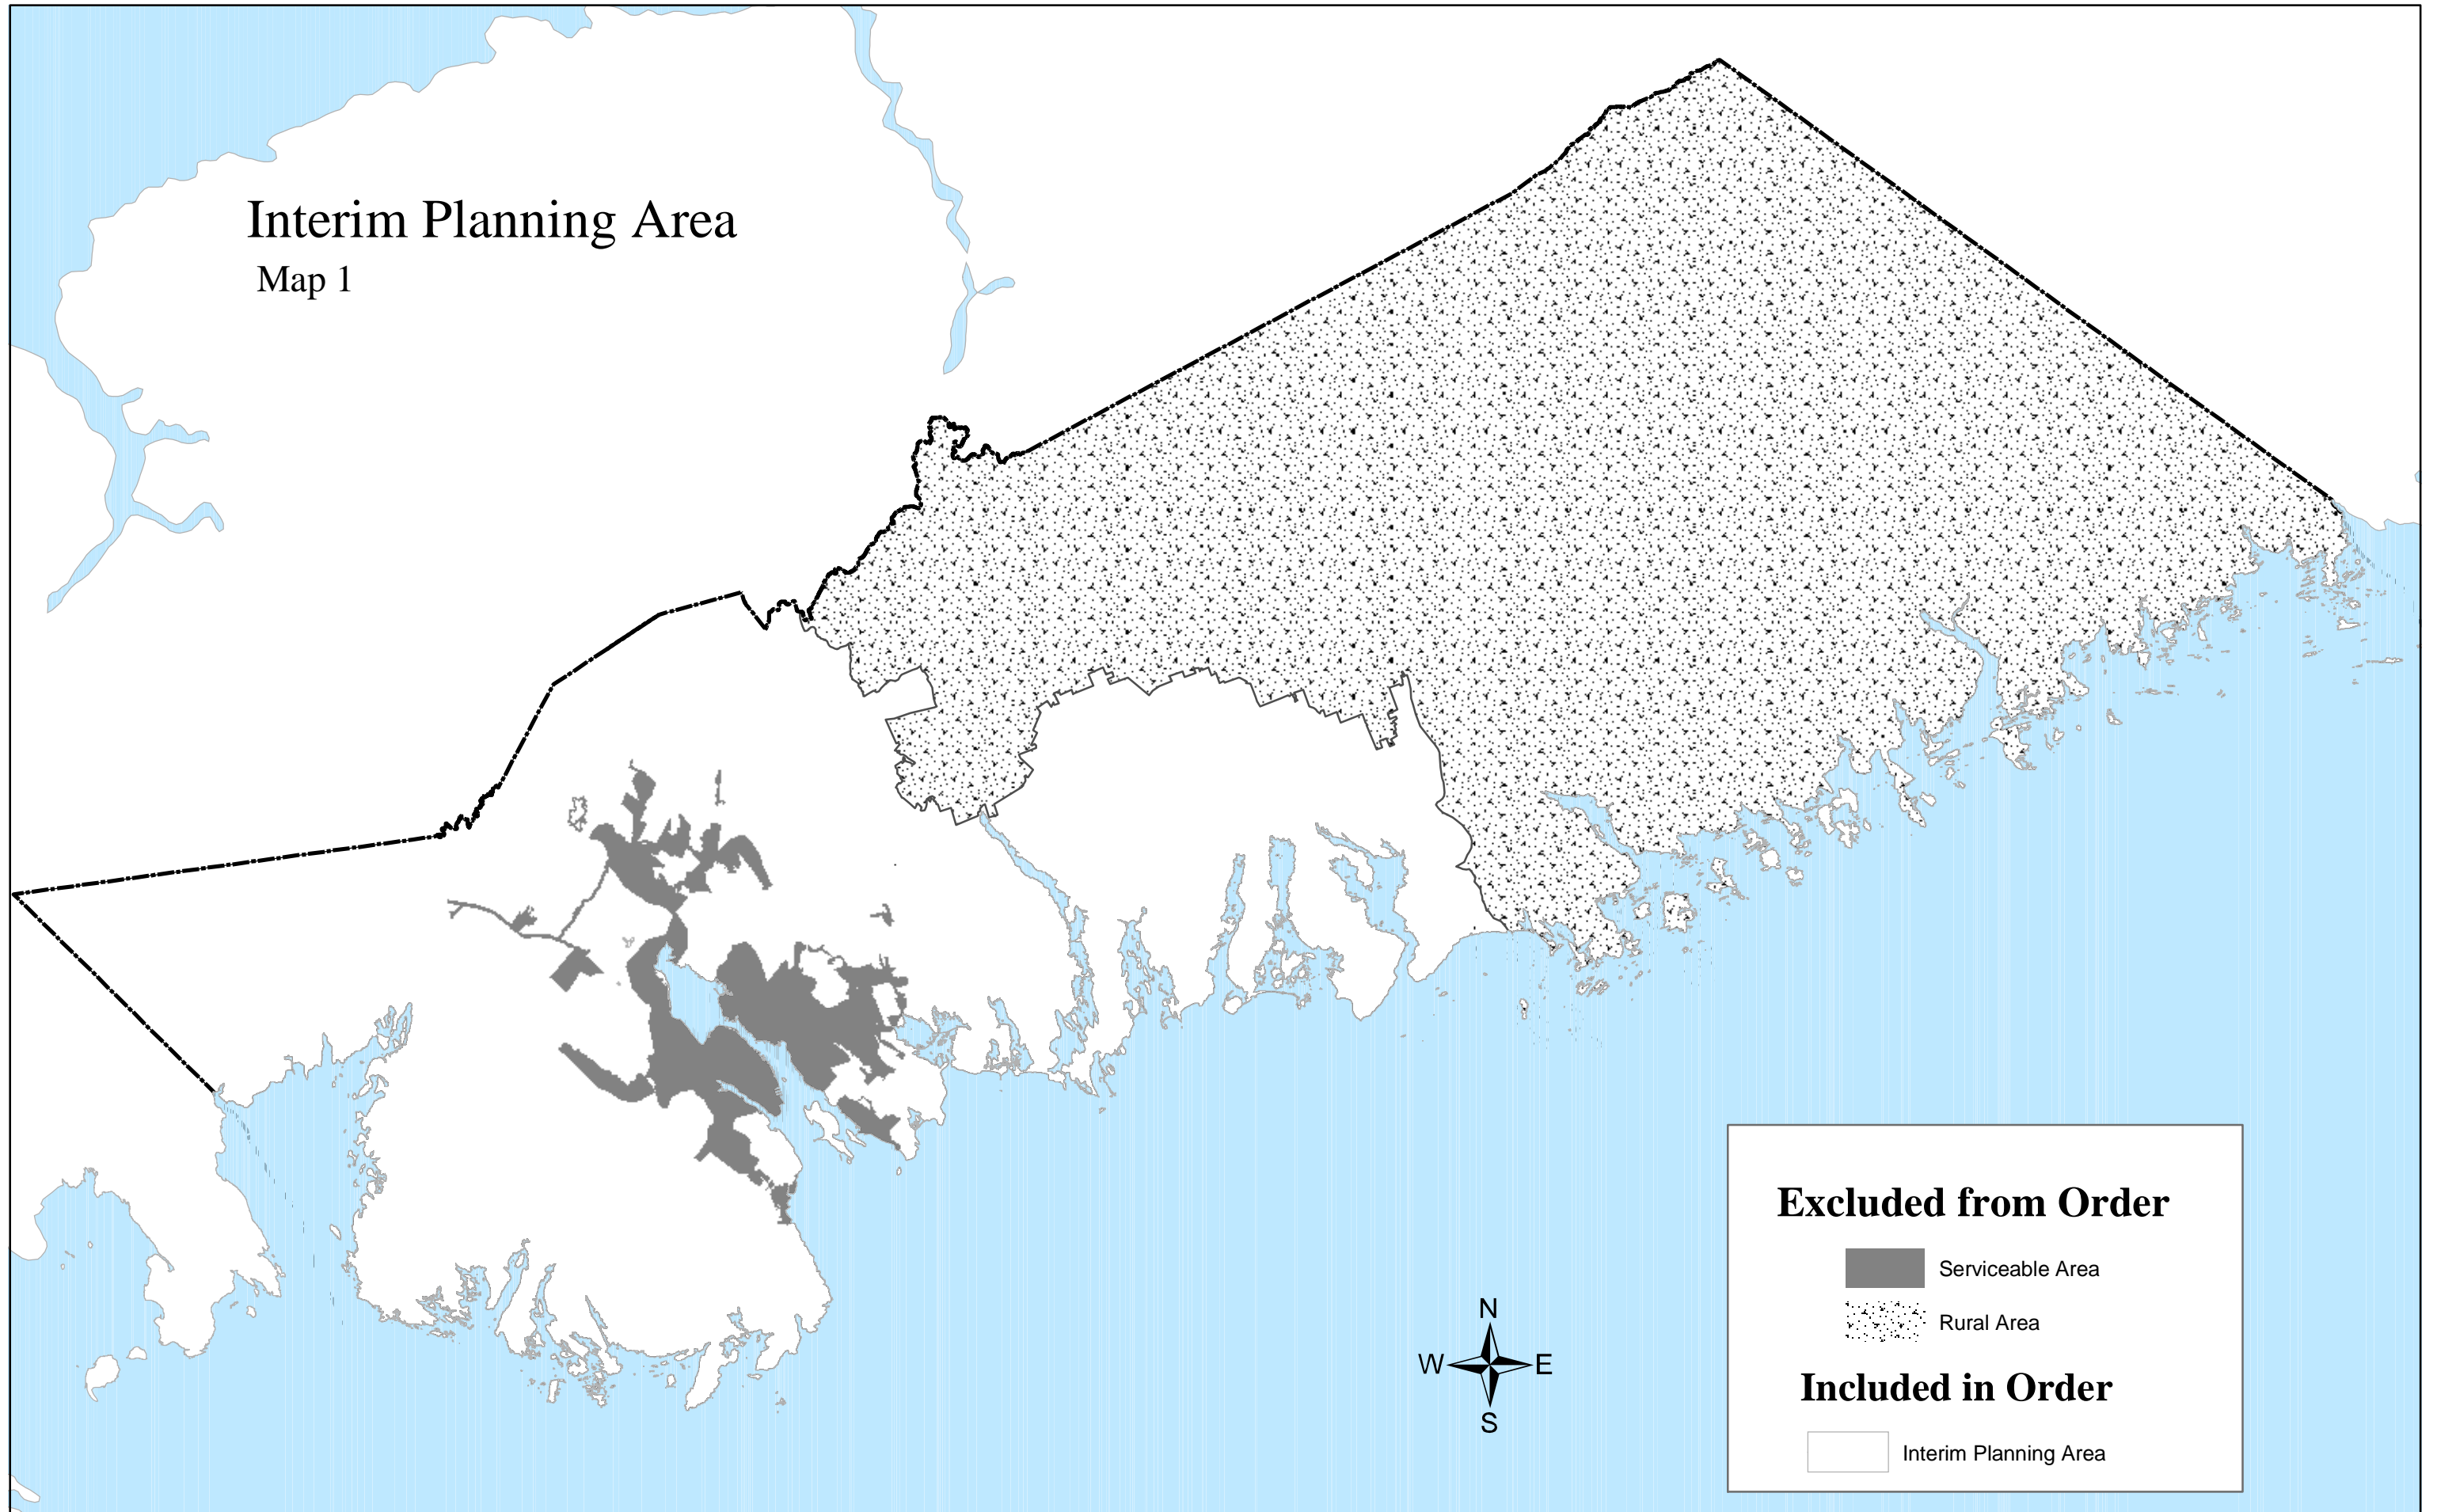 Interim Planning Area
Map 1
Excluded from Order
Serviceable Area
Rural Area
Included in Order
Interim Planning Area
N
W E
S